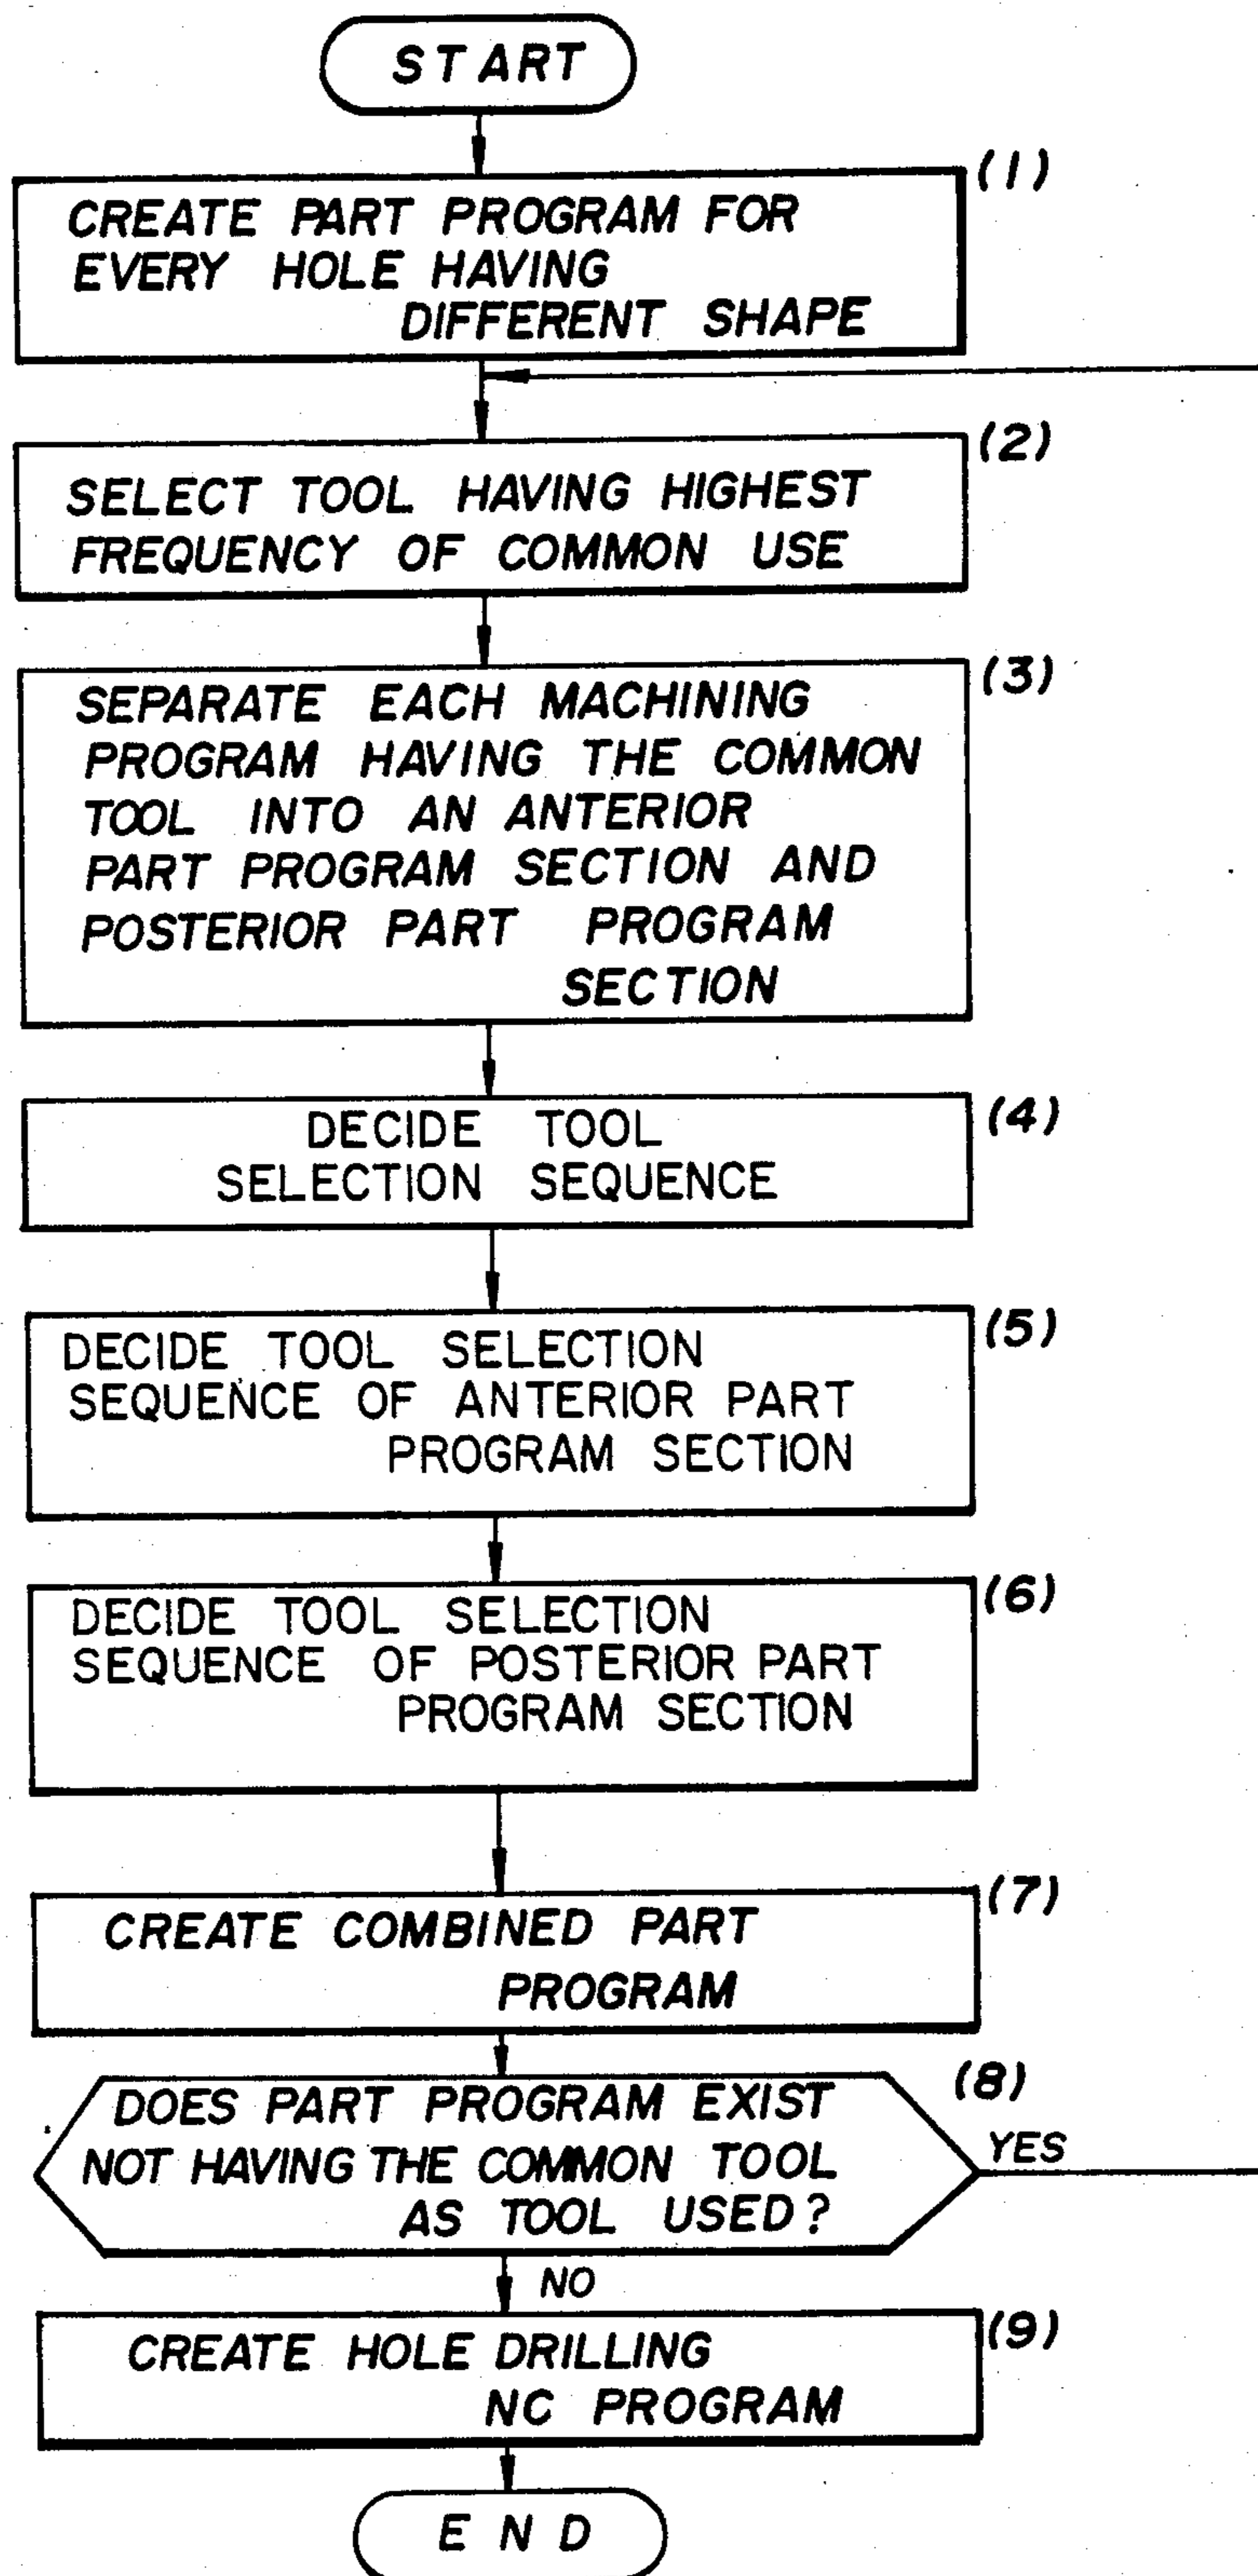 START
(1)
CREATE PART PROGRAM FOR
EVERY HOLE HAVING
DIFFERENT SHAPE
(2)
SELECT TOOL HAVING HIGHEST
FREQUENCY OF COMMON USE
(3)
SEPARATE EACH MACHINING
PROGRAM HAVING THE COMMON
TOOL INTO AN ANTERIOR
PART PROGRAM SECTION AND
POSTERIOR PART PROGRAM
SECTION
(4)
DECIDE TOOL
SELECTION SEQUENCE
(5)
DECIDE TOOL SELECTION
SEQUENCE OF ANTERIOR PART
PROGRAM SECTION
(6)
DECIDE TOOL SELECTION
SEQUENCE OF POSTERIOR PART
PROGRAM SECTION
(7)
CREATE COMBINED PART
PROGRAM
(8)
DOES PART PROGRAM EXIST
NOT HAVING THE COMMON TOOL
AS TOOL USED?
YES
NO
(9)
CREATE HOLE DRILLING
NC PROGRAM
END